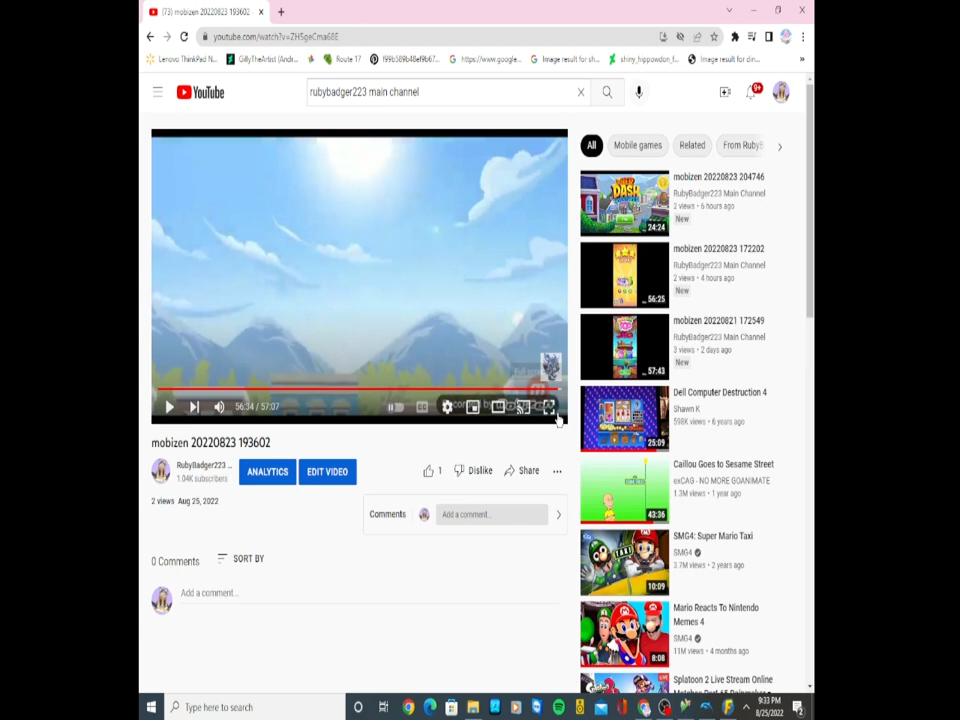 (73) mobizen 20220823 193602 -
youtube.com/watch?v=ZH5geCma68E
Lenovo ThinkPad N...
GillyTheArtist (Andr...
Route 17
f99b589b48ef9b67...
https://www.google...
Image result for sh...
shiny_hippowdon_f...
Image result for din...
YouTube
rubybadger223 main channel
9+
All
Mobile games
Related
From RubyB
mobizen 20220823 204746
RubyBadger223 Main Channel
2 views • 6 hours ago
New
DASH
24:24
mobizen 20220823 172202
RubyBadger223 Main Channel
2 views • 4 hours ago
New
56:25
mobizen 20220821 172549
RubyBadger223 Main Channel
3 views • 2 days ago
New
57:43
56:34 / 57:07
Dell Computer Destruction 4
Shawn K
598K views • 6 years ago
25:09
mobizen 20220823 193602
RubyBadger223 ...
1.04K subscribers
ANALYTICS
EDIT VIDEO
1
Dislike
Share
2 views Aug 25, 2022
Comments
Add a comment...
Caillou Goes to Sesame Street
exCAG - NO MORE GOANIMATE
1.3M views • 1 year ago
43:36
0 Comments
SORT BY
Add a comment...
SMG4: Super Mario Taxi
SMG4
3.7M views • 2 years ago
TAXI
10:09
Mario Reacts To Nintendo
Memes 4
SMG4
11M views • 4 months ago
8:08
Splatoon 2 Live Stream Online
LIVE
Type here to search
9:33 PM
8/25/2022
2